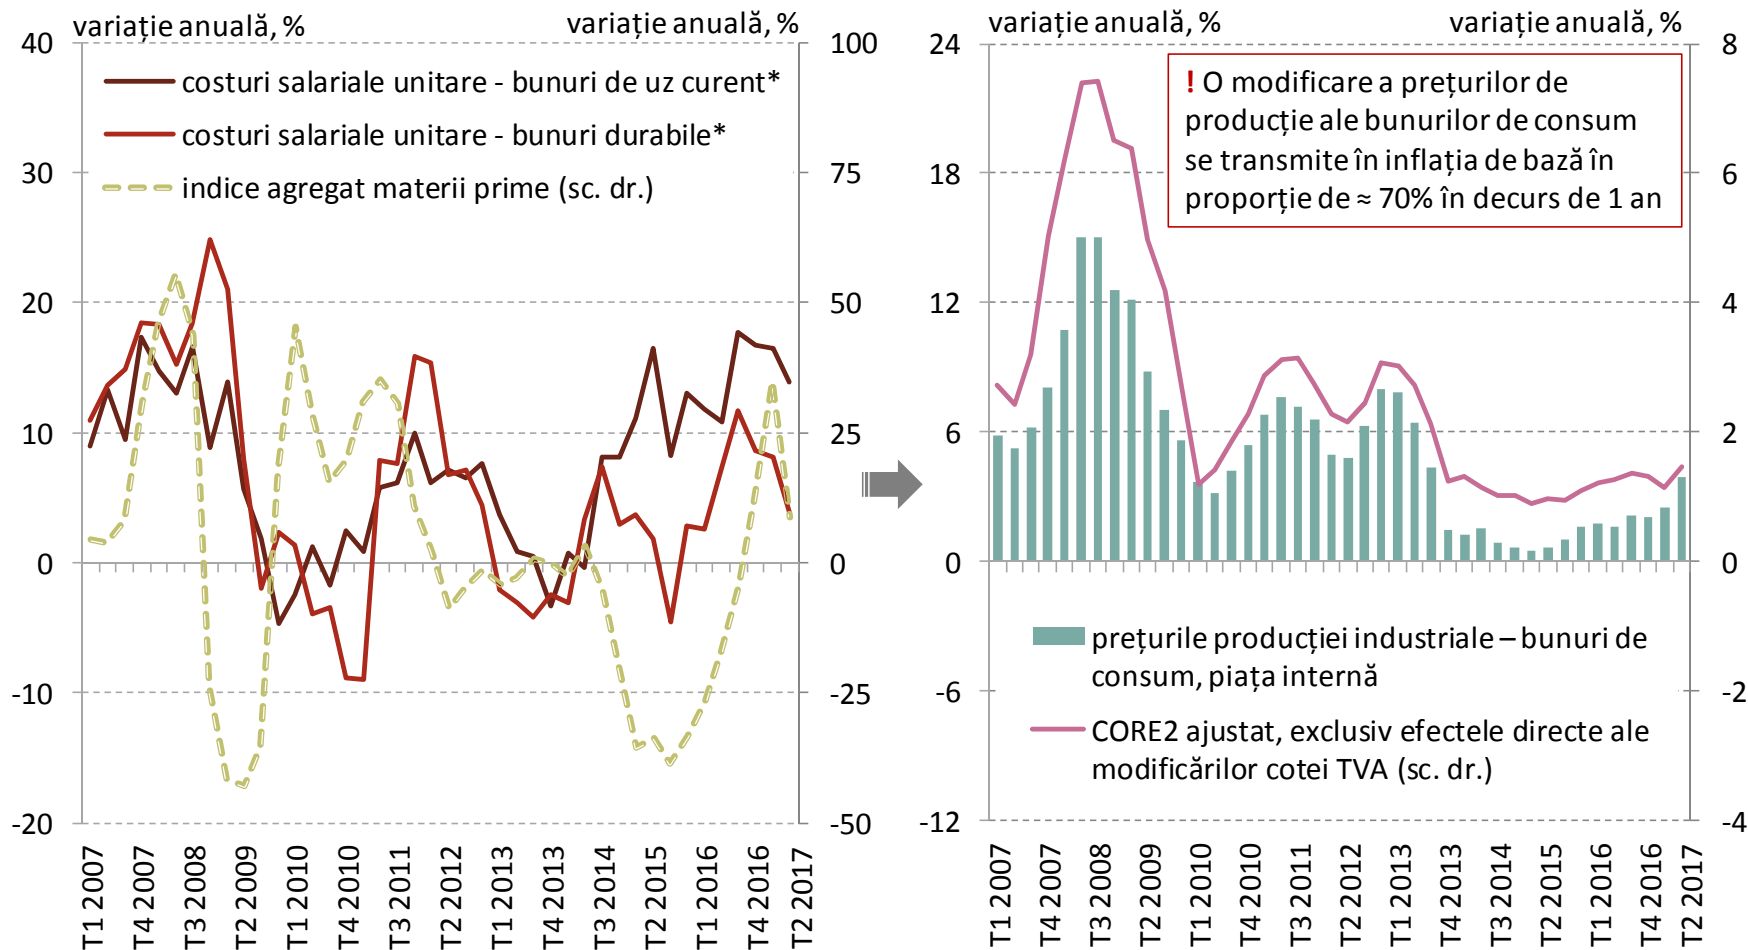 variație anuală, %
variație anuală, %
40
30
20
10
0
-10
-20
100
75
50
25
0
-25
-50
costuri salariale unitare - bunuri de uz curent*
costuri salariale unitare - bunuri durabile*
indice agregat materii prime (sc. dr.)
T1 2007
T4 2007
T3 2008
T2 2009
T1 2010
T4 2010
T3 2011
T2 2012
T1 2013
T4 2013
T3 2014
T2 2015
T1 2016
T4 2016
T2 2017
variație anuală, %
variație anuală, %
24
18
12
6
0
-6
-12
8
6
4
2
0
-2
-4
! O modificare a prețurilor de
producție ale bunurilor de consum
se transmite în inflația de bază în
proporție de ≈ 70% în decurs de 1 an
prețurile producției industriale – bunuri de
consum, piața internă
CORE2 ajustat, exclusiv efectele directe ale
modificărilor cotei TVA (sc. dr.)
T1 2007
T4 2007
T3 2008
T2 2009
T1 2010
T4 2010
T3 2011
T2 2012
T1 2013
T4 2013
T3 2014
T2 2015
T1 2016
T4 2016
T2 2017